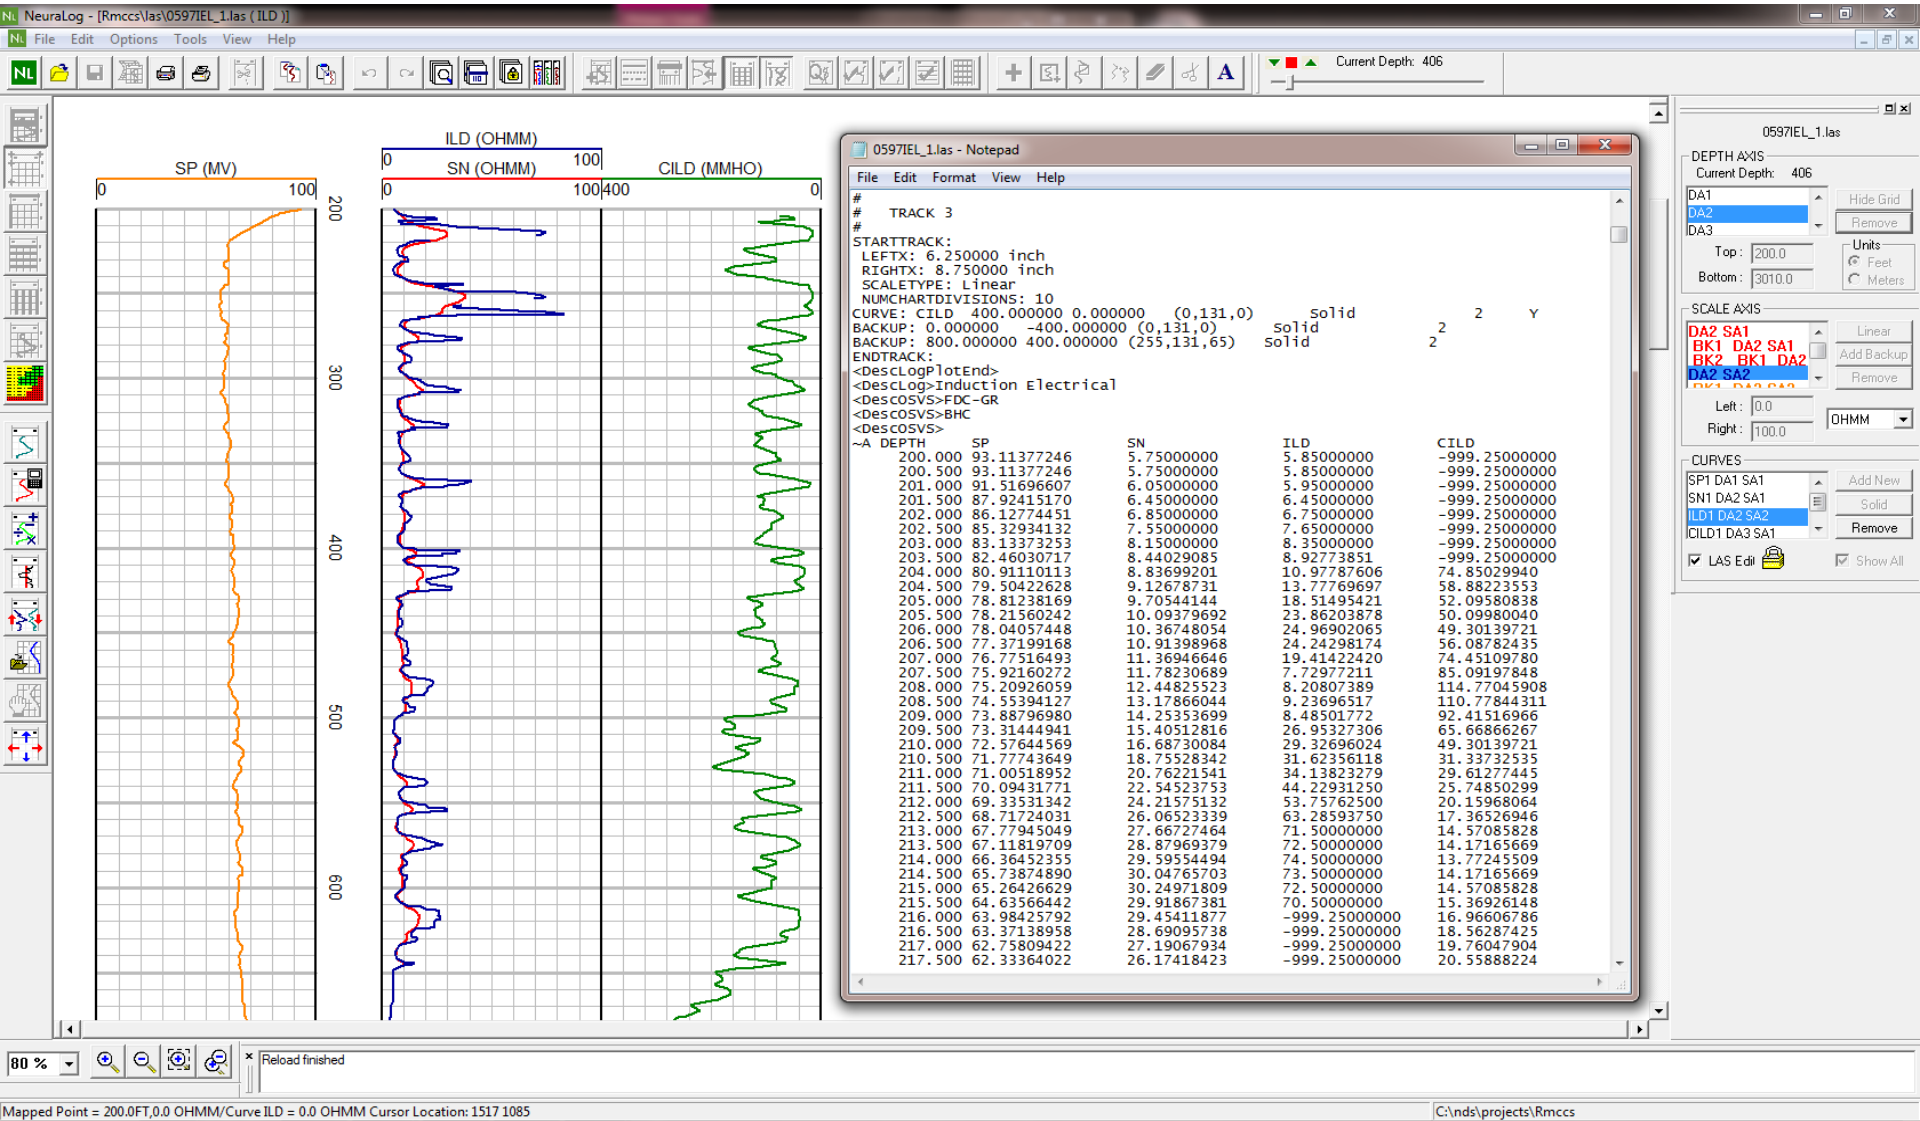 NL NeuraLog - [Rmccs\las\0597IEL_1.las ( ILD )]
NL File Edit Options Tools View Help
NL A Current Depth: 406
ILD (OHMM)
0 100
SP (MV) SN (OHMM) CILD (MMHO)
0 100 0 100 400 0
200
300
400
500
600
0597IEL_1.las - Notepad
File Edit Format View Help
#
# TRACK 3
#
STARTTRACK:
LEFTX: 6.250000 inch
RIGHTX: 8.750000 inch
SCALETYPE: Linear
NUMCHARTDIVISIONS: 10
CURVE: CILD 400.000000 0.000000 (0,131,0) Solid 2 Y
BACKUP: 0.000000 -400.000000 (0,131,0) Solid 2
BACKUP: 800.000000 400.000000 (255,131,65) Solid 2
ENDTRACK:
<DescLogPlotEnd>
<DescLog>Induction Electrical
<DescOSVS>FDC-GR
<DescOSVS>BHC
<DescOSVS>
~A DEPTH SP SN ILD CILD
200.000 93.11377246 5.75000000 5.85000000 -999.25000000
200.500 93.11377246 5.75000000 5.85000000 -999.25000000
201.000 91.51696607 6.05000000 5.95000000 -999.25000000
201.500 87.92415170 6.45000000 6.45000000 -999.25000000
202.000 86.12774451 6.85000000 6.75000000 -999.25000000
202.500 85.32934132 7.55000000 7.65000000 -999.25000000
203.000 83.13373253 8.15000000 8.35000000 -999.25000000
203.500 82.46030717 8.44029085 8.92773851 -999.25000000
204.000 80.91110113 8.83699201 10.97787606 74.85029940
204.500 79.50422628 9.12678731 13.77769697 58.88223553
205.000 78.81238169 9.70544144 18.51495421 52.09580838
205.500 78.21560242 10.09379692 23.86203878 50.09980040
206.000 78.04057448 10.36748054 24.96902065 49.30139721
206.500 77.37199168 10.91398968 24.24298174 56.08782435
207.000 76.77516493 11.36946646 19.41422420 74.45109780
207.500 75.92160272 11.78230689 7.72977211 85.09197848
208.000 75.20926059 12.44825523 8.20807389 114.77045908
208.500 74.55394127 13.17866044 9.23696517 110.77844311
209.000 73.88796980 14.25353699 8.48501772 92.41516966
209.500 73.31444941 15.40512816 26.95327306 65.66866267
210.000 72.57644569 16.68730084 29.32696024 49.30139721
210.500 71.77743649 18.75528342 31.62356118 31.33732535
211.000 71.00518952 20.76221541 34.13823279 29.61277445
211.500 70.09431771 22.54523753 44.22931250 25.74850299
212.000 69.33531342 24.21575132 53.75762500 20.15968064
212.500 68.71724031 26.06523339 63.28593750 17.36526946
213.000 67.77945049 27.66727464 71.50000000 14.57085828
213.500 67.11819709 28.87969379 72.50000000 14.17165669
214.000 66.36452355 29.59554494 74.50000000 13.77245509
214.500 65.73874890 30.04765703 73.50000000 14.17165669
215.000 65.26426629 30.24971809 72.50000000 14.57085828
215.500 64.63566442 29.91867381 70.50000000 15.36926148
216.000 63.98425792 29.45411877 -999.25000000 16.96606786
216.500 63.37138958 28.69095738 -999.25000000 18.56287425
217.000 62.75809422 27.19067934 -999.25000000 19.76047904
217.500 62.33364022 26.17418423 -999.25000000 20.55888224
0597IEL_1.las
DEPTH AXIS
Current Depth: 406
DA1
DA2
DA3
Hide Grid
Remove
Top : 200.0
Bottom : 3010.0
Units
Feet
Meters
SCALE AXIS
DA2 SA1
BK1 DA2 SA1
BK2 BK1 DA2
DA2 SA2
BK1 DA2 SA2
Linear
Add Backup
Remove
Left : 0.0
Right : 100.0
OHMM
CURVES
SP1 DA1 SA1
SN1 DA2 SA1
ILD1 DA2 SA2
CILD1 DA3 SA1
Add New
Solid
Remove
LAS Edit
Show All
80 %
Reload finished
Mapped Point = 200.0FT,0.0 OHMM/Curve ILD = 0.0 OHMM Cursor Location: 1517 1085
C:\nds\projects\Rmccs